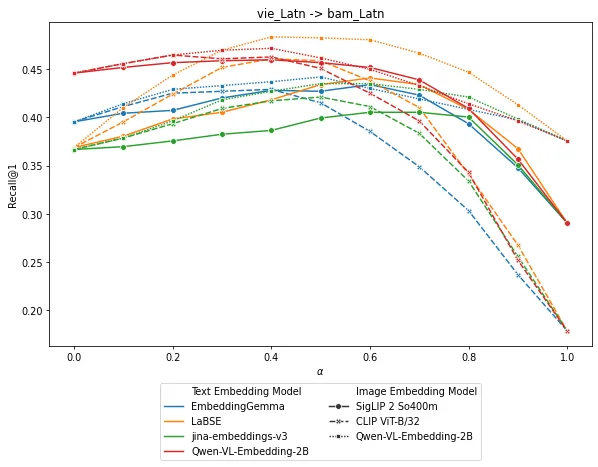 vie_Latn -> bam_Latn
Recall@1
0.45
0.40
0.35
0.30
0.25
0.20
0.0 0.2 0.4 0.6 0.8 1.0
α
Text Embedding Model
EmbeddingGemma
LaBSE
jina-embeddings-v3
Qwen-VL-Embedding-2B
Image Embedding Model
SigLIP 2 So400m
CLIP ViT-B/32
Qwen-VL-Embedding-2B